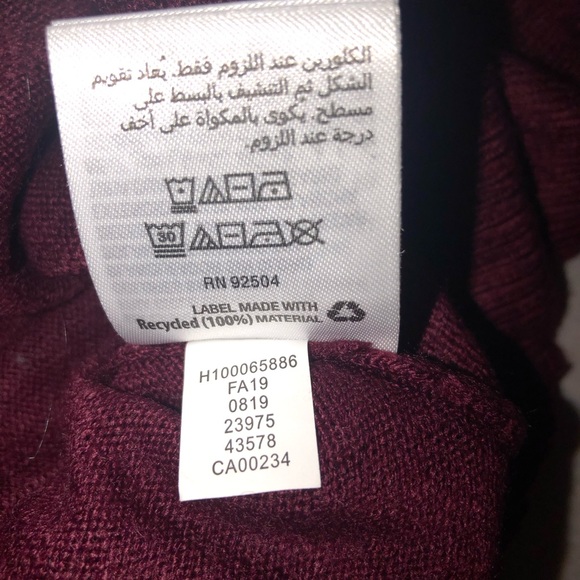 الكلورين عند اللزوم فقط. يُعاد تقويم
الشكل ثم التنشيف بالبسط على
مسطح. يكوى بالمكواة على أخف
درجة عند اللزوم.
30
RN 92504
LABEL MADE WITH
Recycled (100%) MATERIAL
H100065886
FA19
0819
23975
43578
CA00234